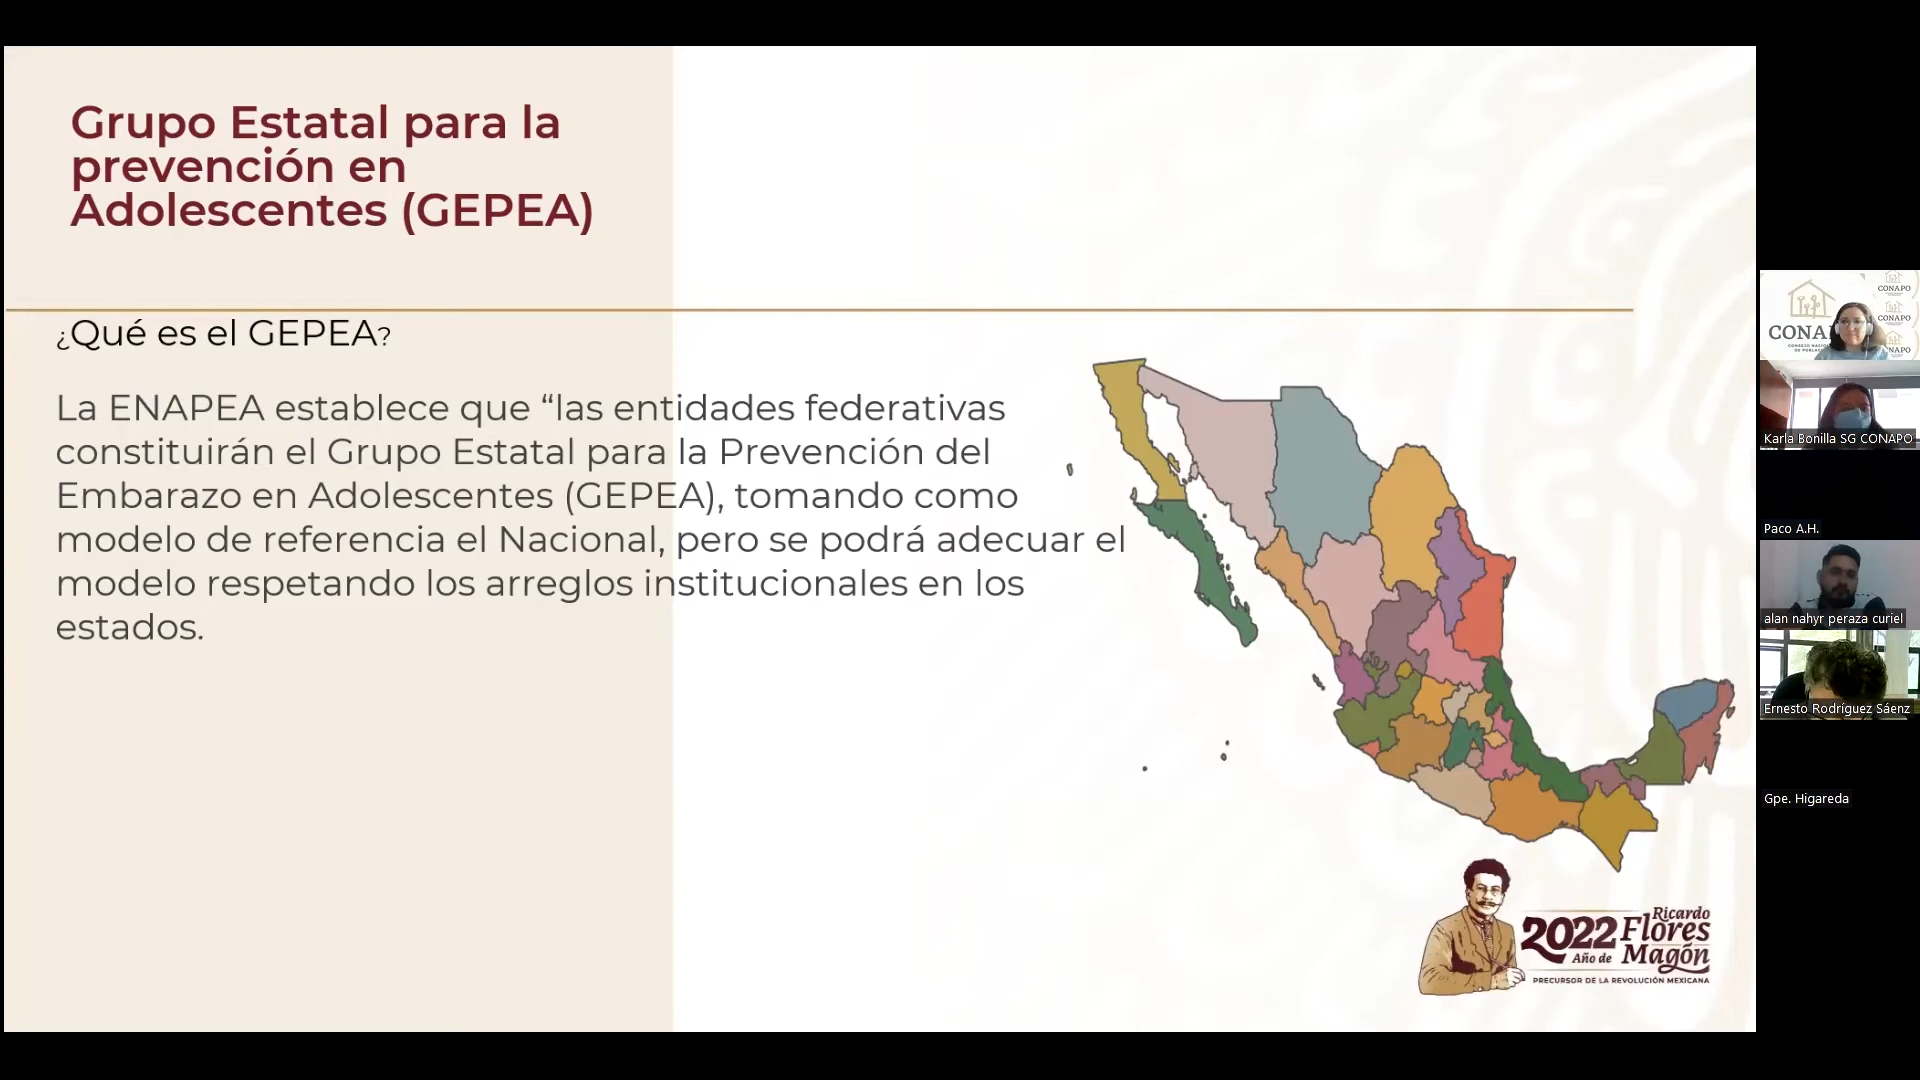 Grupo Estatal para la
prevención en
Adolescentes (GEPEA)
¿Qué es el GEPEA?
La ENAPEA establece que “las entidades federativas
constituirán el Grupo Estatal para la Prevención del
Embarazo en Adolescentes (GEPEA), tomando como
modelo de referencia el Nacional, pero se podrá adecuar el
modelo respetando los arreglos institucionales en los
estados.
2022 Ricardo
Flores
Año de Magón
PRECURSOR DE LA REVOLUCIÓN MEXICANA
CONAPO
CONAPO
Karla Bonilla SG CONAPO
Paco A.H.
alan nahyr peraza curiel
Ernesto Rodríguez Sáenz
Gpe. Higareda